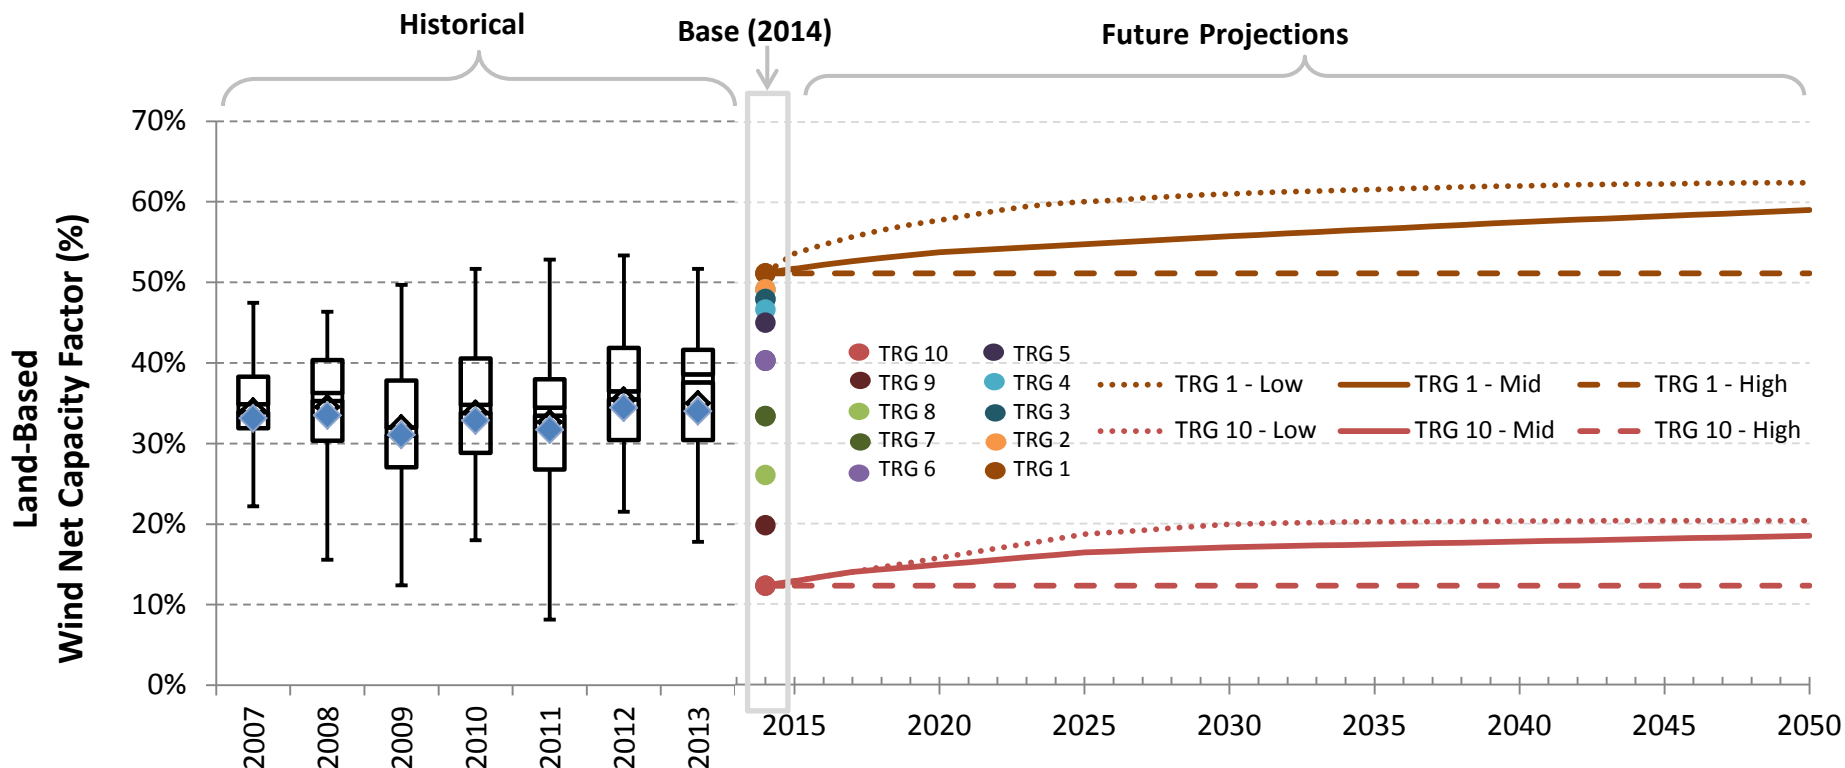 Historical
Base (2014)
Future Projections
Land-Based
Wind Net Capacity Factor (%)
70%
60%
50%
40%
30%
20%
10%
0%
TRG 10
TRG 5
TRG 9
TRG 4
TRG 8
TRG 3
TRG 7
TRG 2
TRG 6
TRG 1
TRG 1 - Low
TRG 1 - Mid
TRG 1 - High
TRG 10 - Low
TRG 10 - Mid
TRG 10 - High
2007
2008
2009
2010
2011
2012
2013
2015
2020
2025
2030
2035
2040
2045
2050